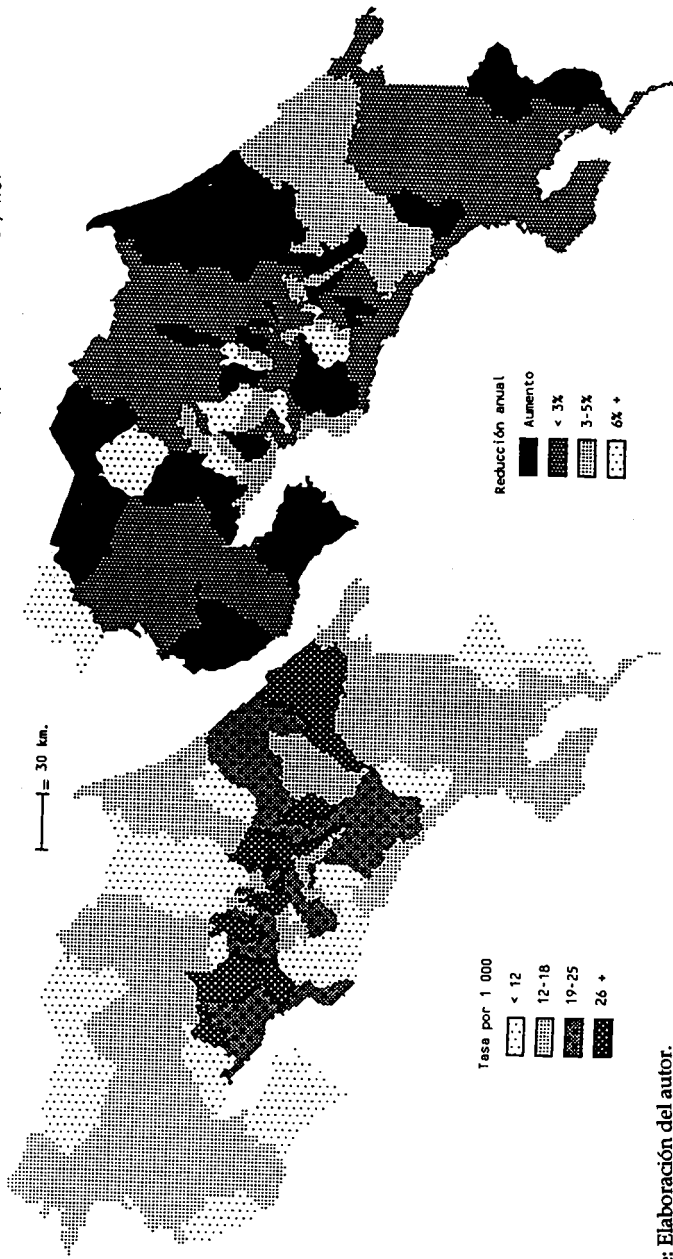 = 30 km.
Tasa por 1 000
< 12
12-18
19-25
26 +
Reducción anual
Aumento
< 3%
3-5%
6% +
: Elaboración del autor.